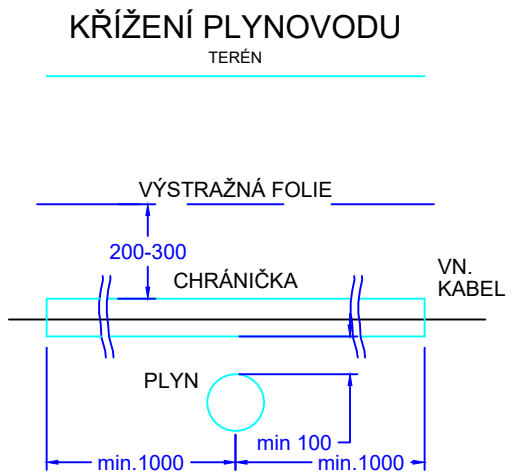 KŘÍŽENÍ PLYNOVODU
TERÉN
VÝSTRAŽNÁ FOLIE
200-300
CHRÁNIČKA
VN.
KABEL
PLYN
min 100
min.1000
min.1000